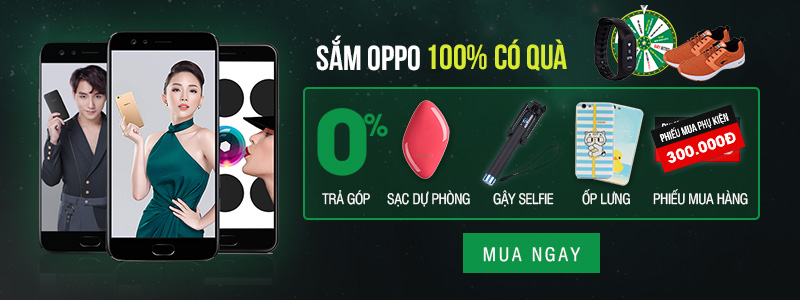 SẮM OPPO 100% CÓ QUÀ
0%
PHIẾU MUA PHỤ KIỆN
300.000Đ
TRẢ GÓP
SẠC DỰ PHÒNG
GẬY SELFIE
ỐP LƯNG
PHIẾU MUA HÀNG
MUA NGAY